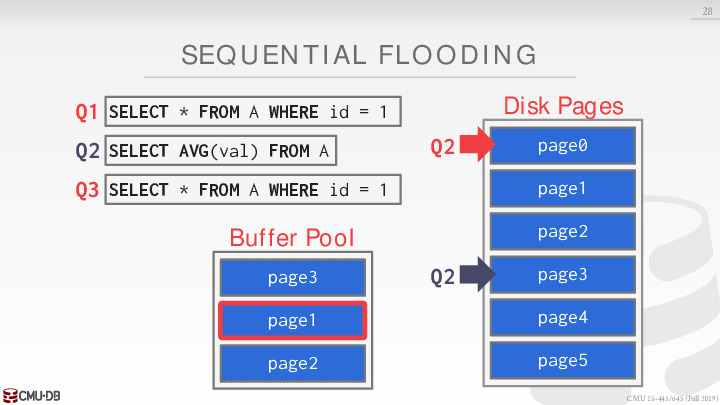 28
SEQUENTIAL FLOODING
Q1 SELECT * FROM A WHERE id = 1
Q2 SELECT AVG(val) FROM A
Q3 SELECT * FROM A WHERE id = 1
Buffer Pool
page3
page1
page2
Disk Pages
Q2 page0
page1
page2
Q2 page3
page4
page5
CMU·DB
CMU 15-445/645 (Fall 2019)